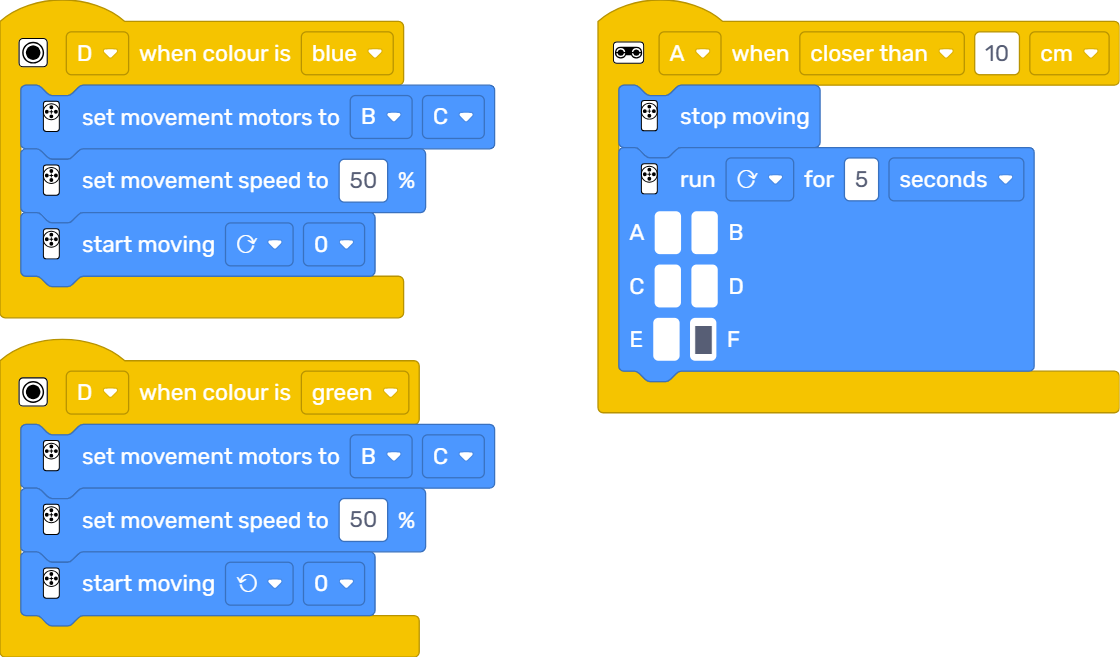 D when colour is blue
set movement motors to B C
set movement speed to 50 %
start moving 0
D when colour is green
set movement motors to B C
set movement speed to 50 %
start moving 0
A when closer than 10 cm
stop moving
run for 5 seconds
A B
C D
E F